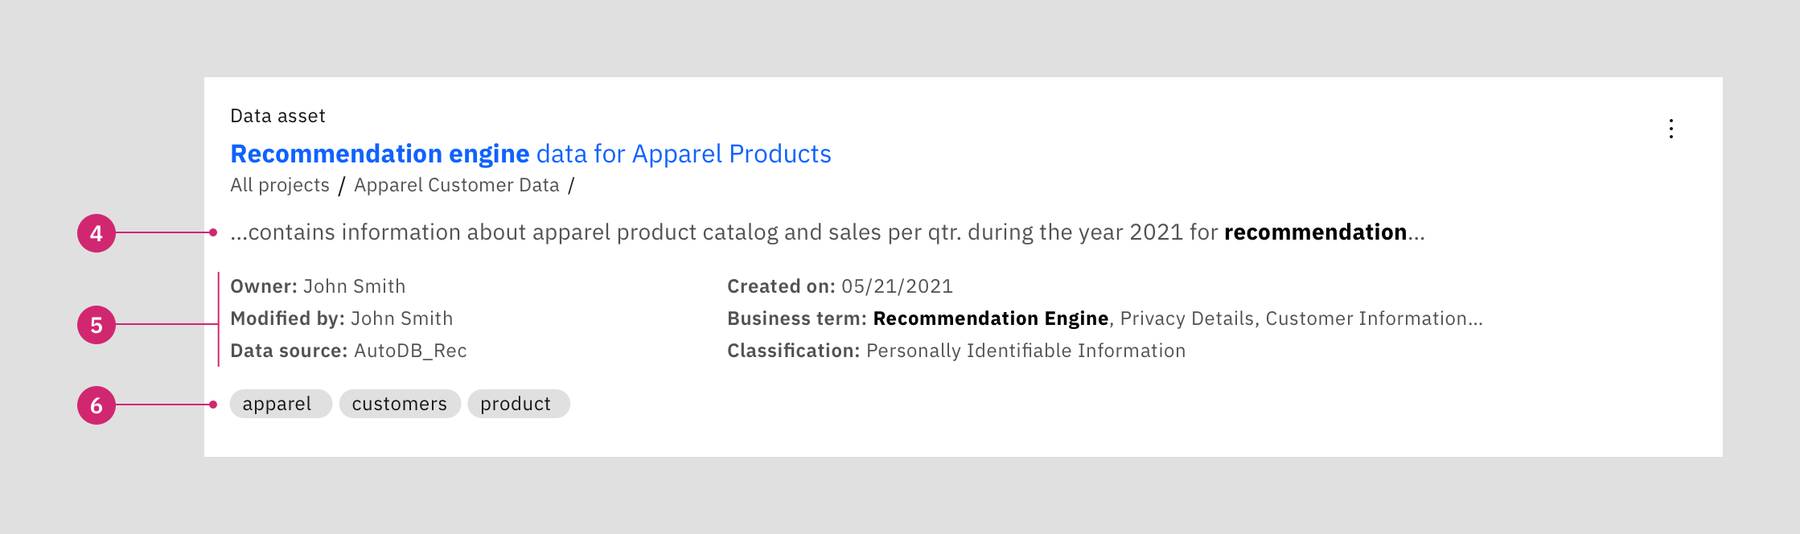 Data asset
Recommendation engine data for Apparel Products
All projects / Apparel Customer Data /
4
...contains information about apparel product catalog and sales per qtr. during the year 2021 for recommendation...
Owner: John Smith
Created on: 05/21/2021
5
Modified by: John Smith
Business term: Recommendation Engine, Privacy Details, Customer Information...
Data source: AutoDB_Rec
Classification: Personally Identifiable Information
6
apparel customers product